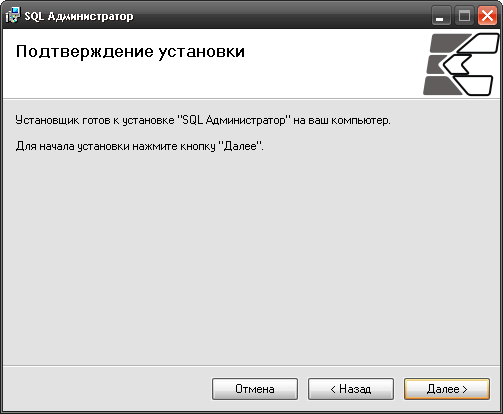 SQL Администратор
Подтверждение установки
Установщик готов к установке "SQL Администратор" на ваш компьютер.
Для начала установки нажмите кнопку "Далее".
Отмена
< Назад
Далее >